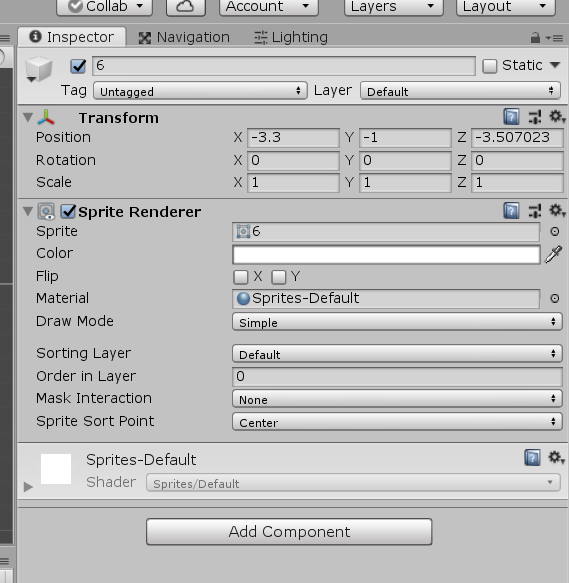 Collab Account Layers Layout
Inspector Navigation Lighting
6 Static
Tag Untagged Layer Default
Transform
Position X -3.3 Y -1 Z -3.507023
Rotation X 0 Y 0 Z 0
Scale X 1 Y 1 Z 1
Sprite Renderer
Sprite 6
Color
Flip X Y
Material Sprites-Default
Draw Mode Simple
Sorting Layer Default
Order in Layer 0
Mask Interaction None
Sprite Sort Point Center
Sprites-Default
Shader Sprites/Default
Add Component